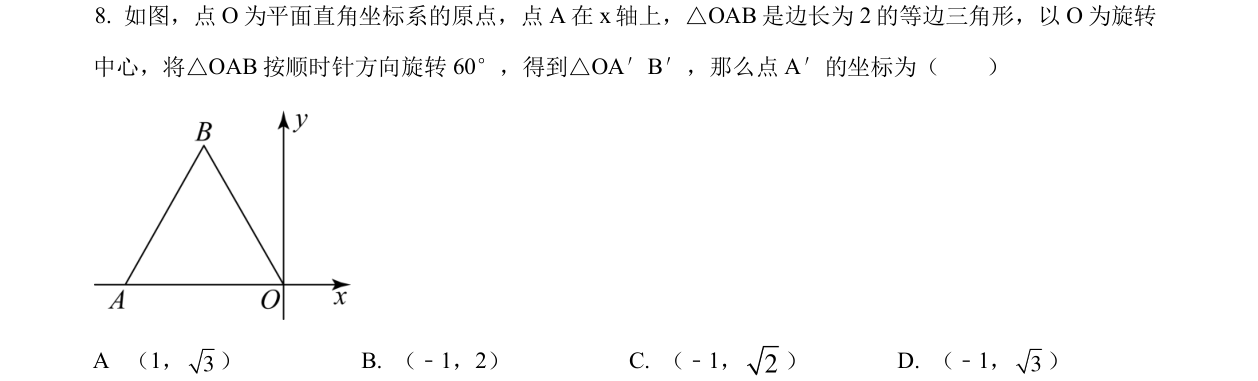 8. 如图，点 O 为平面直角坐标系的原点，点 A 在 x 轴上，△OAB 是边长为 2 的等边三角形，以 O 为旋转
中心，将△OAB 按顺时针方向旋转 60°，得到△OA′B′，那么点 A′的坐标为（　　）
B
y
A
O
x
A （1，√3） B. （﹣1，2） C. （﹣1，√2） D. （﹣1，√3）